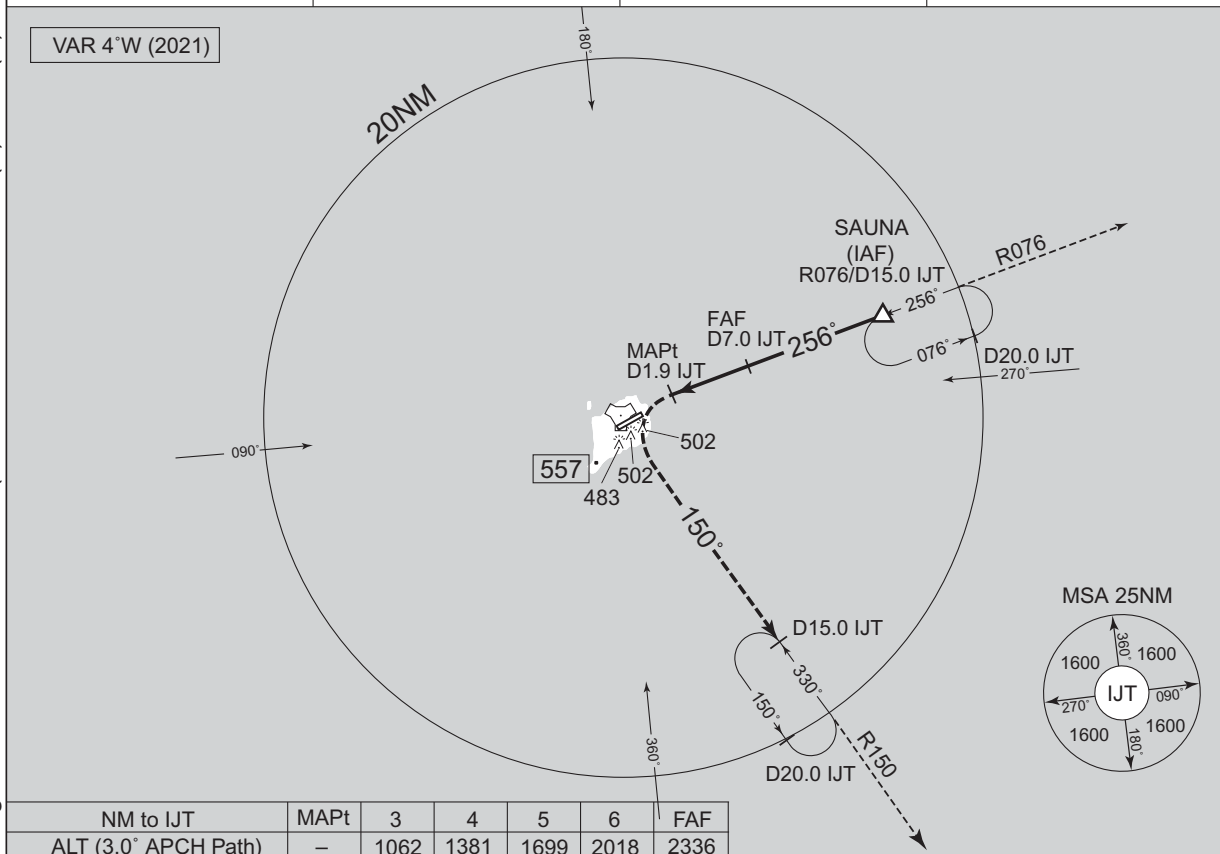 VAR 4°W (2021)
180°
20NM
SAUNA
(IAF)
R076/D15.0 IJT
R076
256°
FAF
D7.0 IJT
256°
076°
D20.0 IJT
270°
MAPt
D1.9 IJT
090°
502
557
502
483
150°
MSA 25NM
D15.0 IJT
330°
150°
R150
D20.0 IJT
360°
360°
1600
1600
IJT
270°
090°
1600
1600
180°
NM to IJT MAPt 3 4 5 6 FAF
ALT (3.0° APCH Path) – 1062 1381 1699 2018 2336